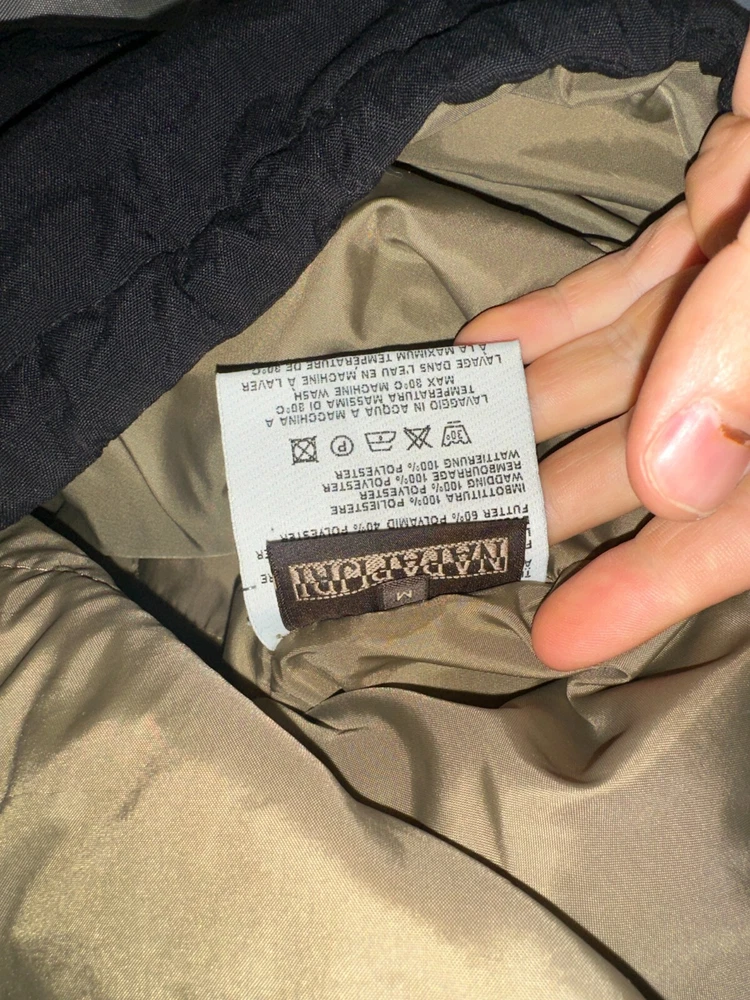 M
NAPAPIJRI
FUTTER 60% POLYAMID 40% POLYESTER
IMBOTTITURA 100% POLIESTERE
WADDING 100% POLYESTER
REMBOURRAGE 100% POLYESTER
WATTIERUNG 100% POLYESTER
30° P
LAVAGGIO IN ACQUA A MACCHINA A
TEMPERATURA MASSIMA DI 30°C
MAX 30°C MACHINE WASH
LAVAGE DANS L'EAU EN MACHINE À LAVER
À LA MAXIMUM TEMPERATURE DE 30°C